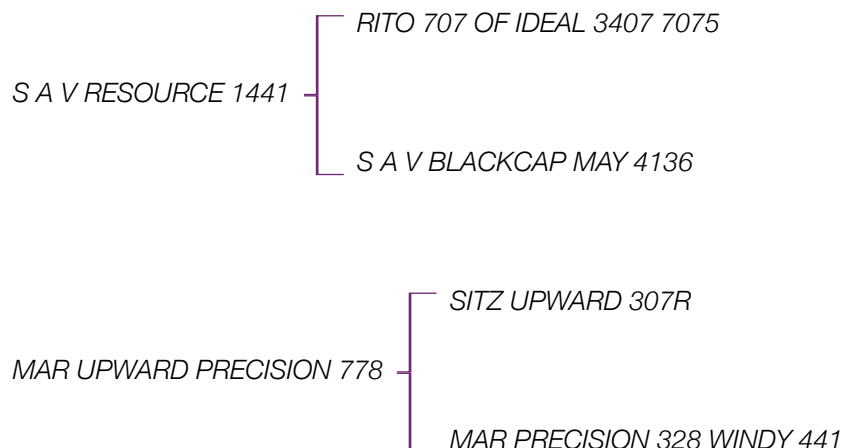 RITO 707 OF IDEAL 3407 7075
S A V RESOURCE 1441
S A V BLACKCAP MAY 4136
SITZ UPWARD 307R
MAR UPWARD PRECISION 778
MAR PRECISION 328 WINDY 441